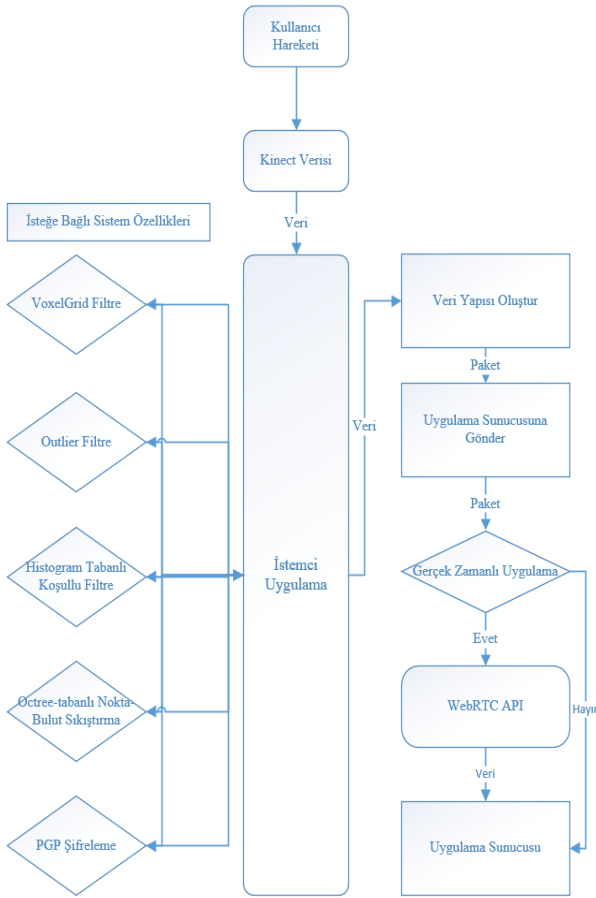 Kullanıcı
Hareketi
Kinect Verisi
Veri
İsteğe Bağlı Sistem Özellikleri
VoxelGrid Filtre
Outlier Filtre
Histogram Tabanlı
Koşullu Filtre
Octree-tabanlı Nokta-
Bulut Sıkıştırma
PGP Şifreleme
İstemci
Uygulama
Veri
Veri Yapısı Oluştur
Paket
Uygulama Sunucusuna
Gönder
Paket
Gerçek Zamanlı Uygulama
Evet
Hayır
WebRTC API
Veri
Uygulama Sunucusu